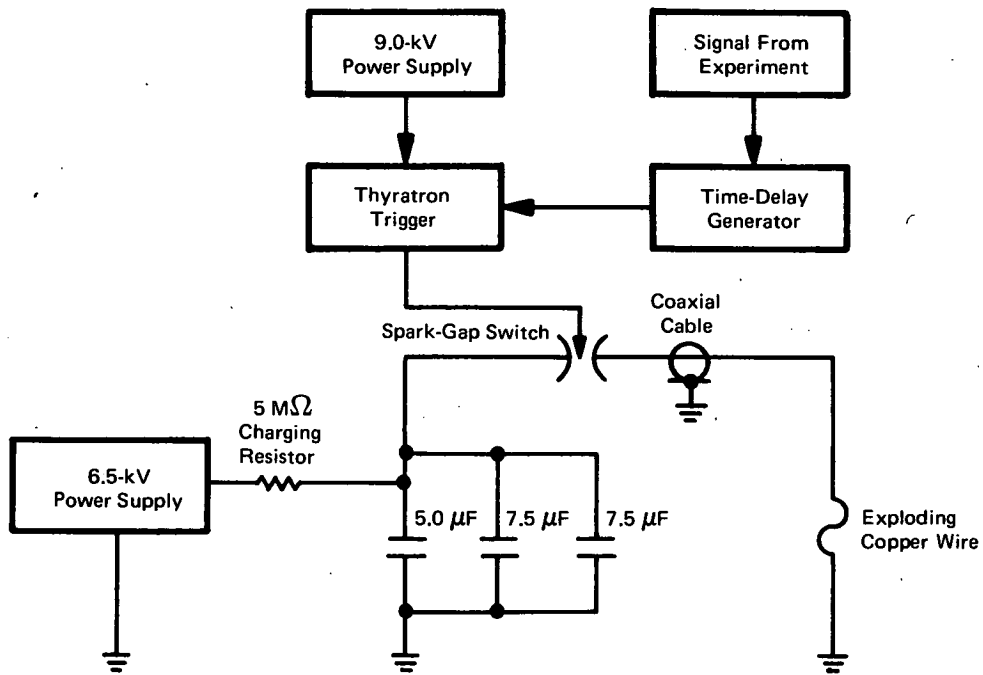 9.0-kV
Power Supply
Signal From
Experiment
Thyratron
Trigger
Time-Delay
Generator
Spark-Gap Switch
Coaxial
Cable
5 MΩ
Charging
Resistor
6.5-kV
Power Supply
5.0 μF
7.5 μF
7.5 μF
Exploding
Copper Wire